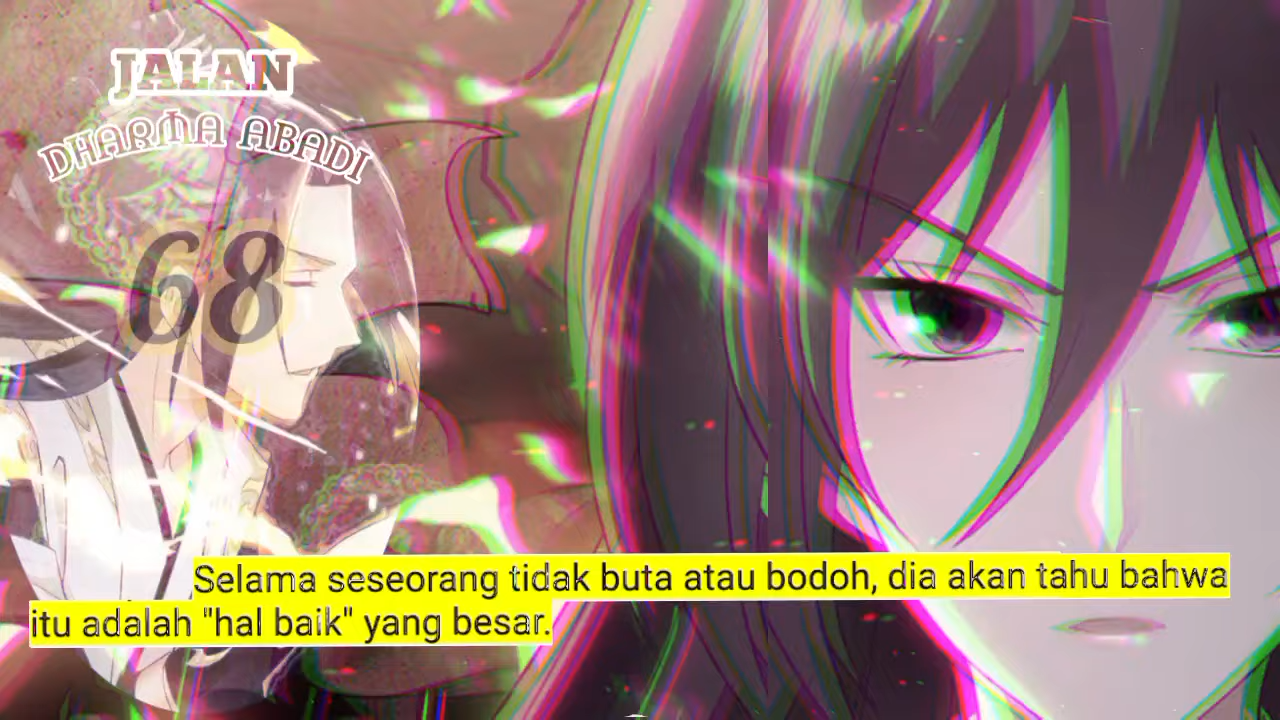 JALAN
DHARMA ABADI
68
Selama seseorang tidak buta atau bodoh, dia akan tahu bahwa
itu adalah "hal baik" yang besar.